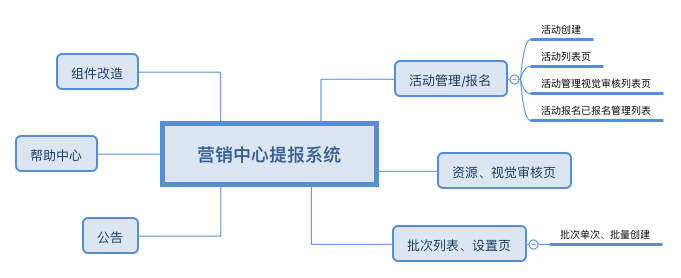 营销中心提报系统
组件改造
帮助中心
公告
活动管理/报名
活动创建
活动列表页
活动管理视觉审核列表页
活动报名已报名管理列表
资源、视觉审核页
批次列表、设置页
批次单次、批量创建